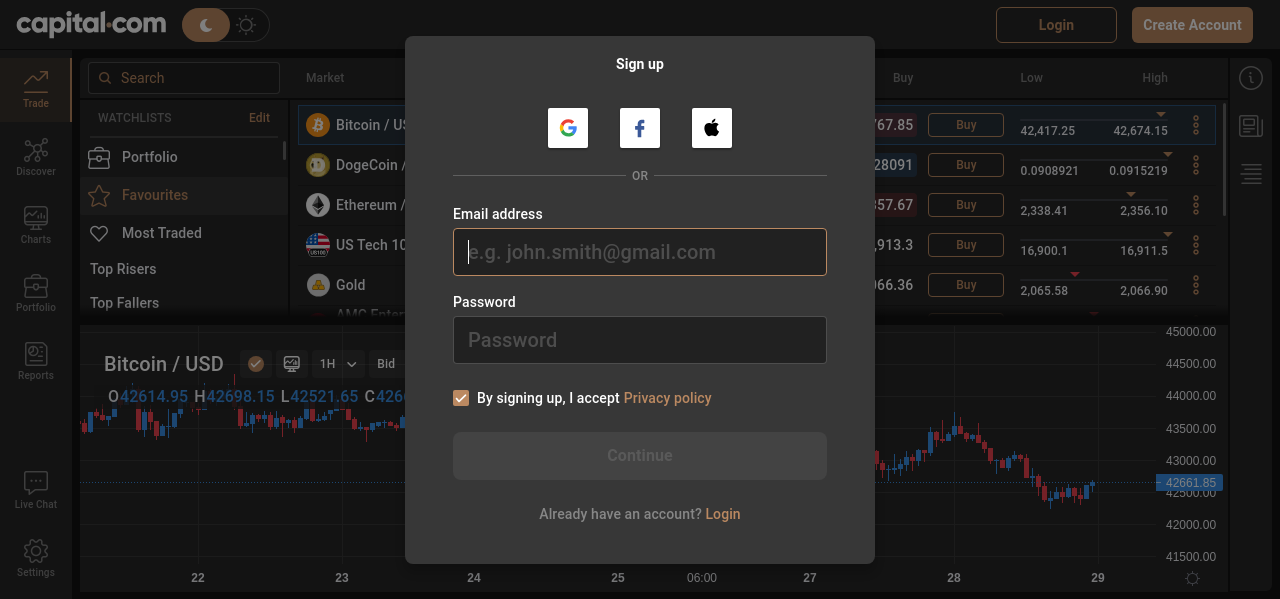 capital.com
Login
Create Account
Trade
Discover
Charts
Portfolio
Reports
Live Chat
Settings
Search
WATCHLISTS
Edit
Portfolio
Favourites
Most Traded
Top Risers
Top Fallers
Market
Buy
Low
High
Bitcoin / US
767.85
Buy
42,417.25
42,674.15
DogeCoin /
28091
Buy
0.0908921
0.0915219
Ethereum /
357.67
Buy
2,338.41
2,356.10
US100
US Tech 10
,913.3
Buy
16,900.1
16,911.5
Gold
066.36
Buy
2,065.58
2,066.90
Sign up
OR
Email address
e.g. john.smith@gmail.com
Password
Password
By signing up, I accept Privacy policy
Continue
Already have an account? Login
Bitcoin / USD
1H
Bid
O42614.95 H42698.15 L42521.65 C4266
45000.00
44500.00
44000.00
43500.00
43000.00
42661.85
42500.00
42000.00
41500.00
22
23
24
25
06:00
27
28
29